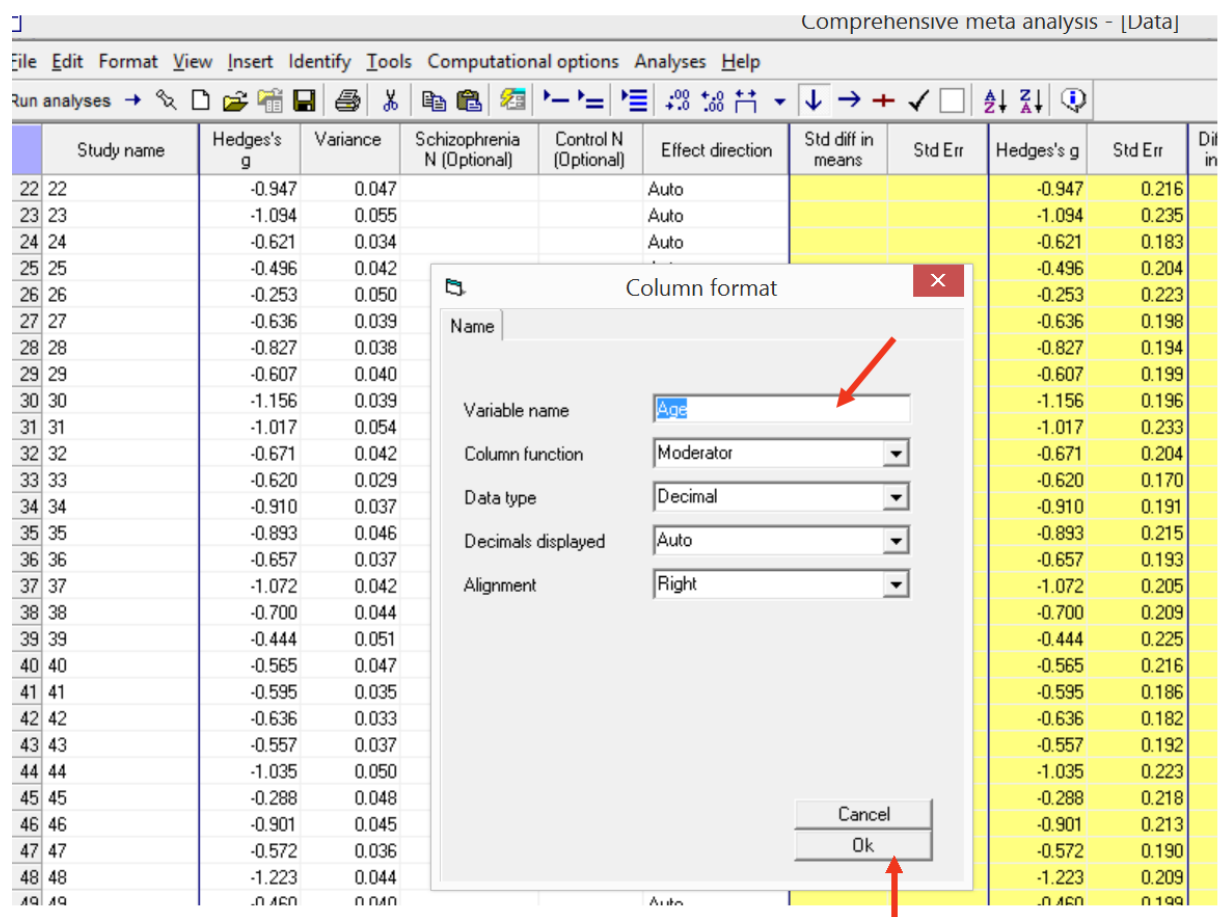 Comprehensive meta analysis - [Data]
File Edit Format View Insert Identify Tools Computational options Analyses Help
Run analyses
Study name Hedges's g Variance Schizophrenia N (Optional) Control N (Optional) Effect direction Std diff in means Std Err Hedges's g Std Err
22 22 -0.947 0.047 Auto -0.947 0.216
23 23 -1.094 0.055 Auto -1.094 0.235
24 24 -0.621 0.034 Auto -0.621 0.183
25 25 -0.496 0.042 -0.496 0.204
26 26 -0.253 0.050 -0.253 0.223
27 27 -0.636 0.039 -0.636 0.198
28 28 -0.827 0.038 -0.827 0.194
29 29 -0.607 0.040 -0.607 0.199
30 30 -1.156 0.039 -1.156 0.196
31 31 -1.017 0.054 -1.017 0.233
32 32 -0.671 0.042 -0.671 0.204
33 33 -0.620 0.029 -0.620 0.170
34 34 -0.910 0.037 -0.910 0.191
35 35 -0.893 0.046 -0.893 0.215
36 36 -0.657 0.037 -0.657 0.193
37 37 -1.072 0.042 -1.072 0.205
38 38 -0.700 0.044 -0.700 0.209
39 39 -0.444 0.051 -0.444 0.225
40 40 -0.565 0.047 -0.565 0.216
41 41 -0.595 0.035 -0.595 0.186
42 42 -0.636 0.033 -0.636 0.182
43 43 -0.557 0.037 -0.557 0.192
44 44 -1.035 0.050 -1.035 0.223
45 45 -0.288 0.048 -0.288 0.218
46 46 -0.901 0.045 -0.901 0.213
47 47 -0.572 0.036 -0.572 0.190
48 48 -1.223 0.044 -1.223 0.209
49 49 -0.460 0.040 Auto -0.460 0.199
Column format
Name
Variable name Age
Column function Moderator
Data type Decimal
Decimals displayed Auto
Alignment Right
Cancel
Ok